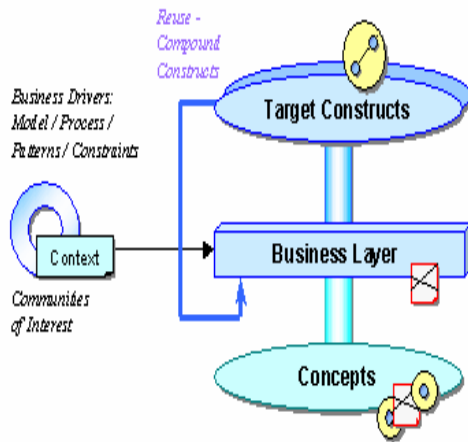 Reuse -
Compound
Constructs
Target Constructs
Business Drivers:
Model / Process /
Patterns / Constraints
Context
Business Layer
Communities
of Interest
Concepts